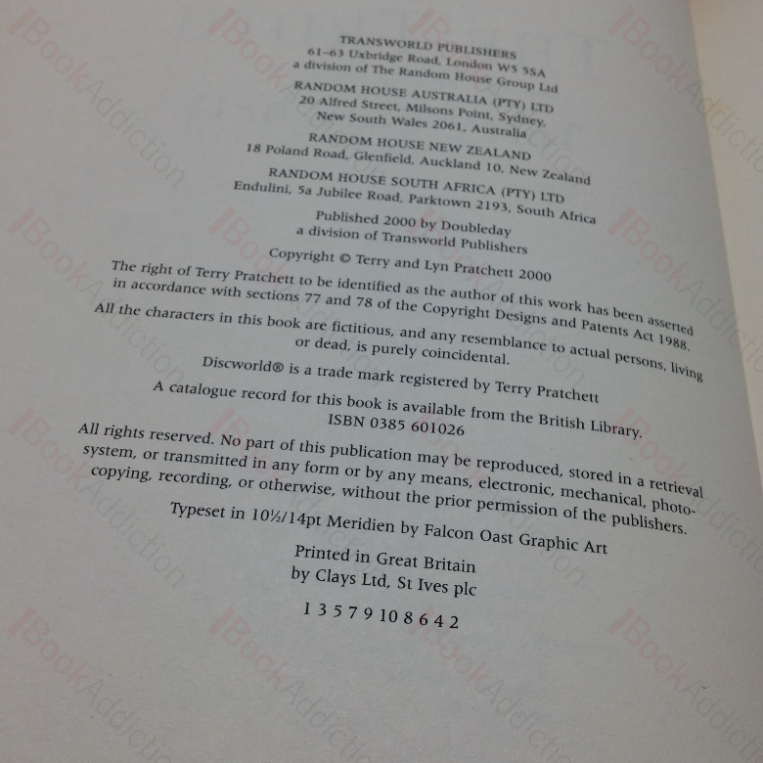 TRANSWORLD PUBLISHERS
61–63 Uxbridge Road, London W5 5SA
a division of The Random House Group Ltd
RANDOM HOUSE AUSTRALIA (PTY) LTD
20 Alfred Street, Milsons Point, Sydney,
New South Wales 2061, Australia
RANDOM HOUSE NEW ZEALAND
18 Poland Road, Glenfield, Auckland 10, New Zealand
RANDOM HOUSE SOUTH AFRICA (PTY) LTD
Endulini, 5a Jubilee Road, Parktown 2193, South Africa
Published 2000 by Doubleday
a division of Transworld Publishers
Copyright © Terry and Lyn Pratchett 2000
The right of Terry Pratchett to be identified as the author of this work has been asserted
in accordance with sections 77 and 78 of the Copyright Designs and Patents Act 1988.
All the characters in this book are fictitious, and any resemblance to actual persons, living
or dead, is purely coincidental.
Discworld® is a trade mark registered by Terry Pratchett
A catalogue record for this book is available from the British Library.
ISBN 0385 601026
All rights reserved. No part of this publication may be reproduced, stored in a retrieval
system, or transmitted in any form or by any means, electronic, mechanical, photo-
copying, recording, or otherwise, without the prior permission of the publishers.
Typeset in 10½/14pt Meridien by Falcon Oast Graphic Art
Printed in Great Britain
by Clays Ltd, St Ives plc
1 3 5 7 9 10 8 6 4 2
BookAddiction